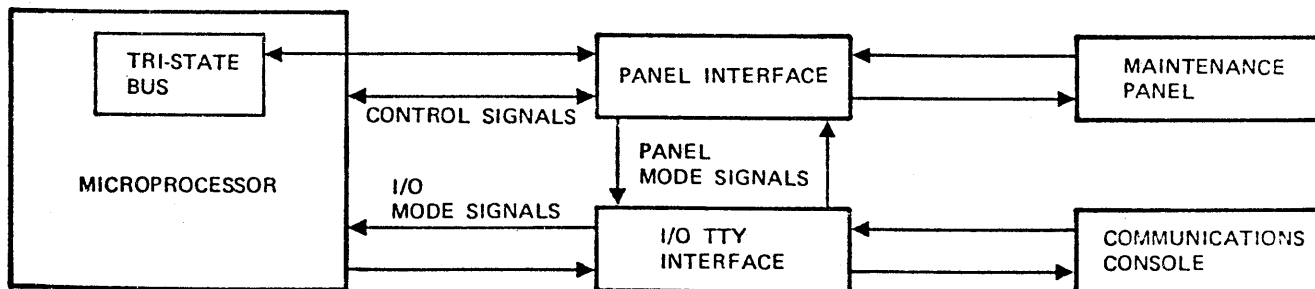 TRI-STATE
BUS
MICROPROCESSOR
CONTROL SIGNALS
I/O
MODE SIGNALS
PANEL INTERFACE
PANEL
MODE SIGNALS
I/O TTY
INTERFACE
MAINTENANCE
PANEL
COMMUNICATIONS
CONSOLE